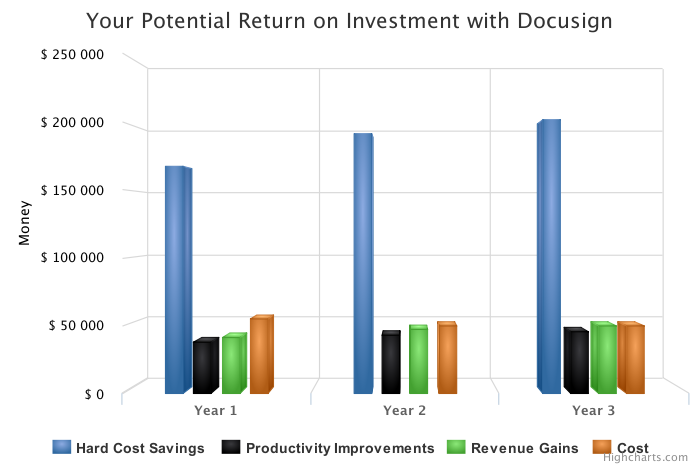 Your Potential Return on Investment with Docusign
$ 250 000
$ 200 000
$ 150 000
$ 100 000
$ 50 000
$ 0
Money
Year 1 Year 2 Year 3
Hard Cost Savings Productivity Improvements Revenue Gains Cost
Highcharts.com